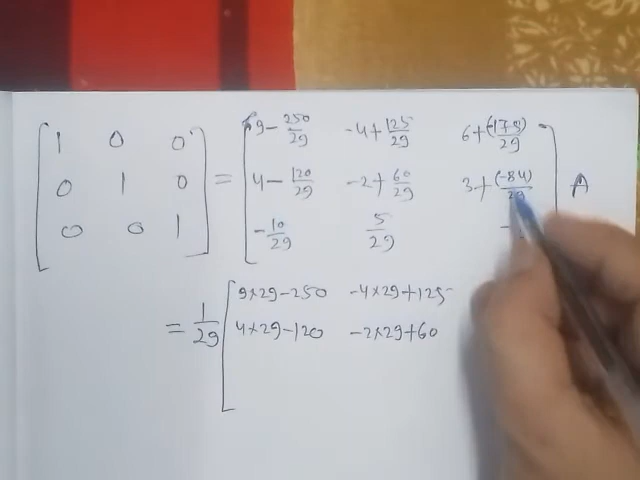 [1 0 0] = [9-250/29 -4+125/29 6+(-175)/29] A
[0 1 0] [4-120/29 -2+60/29 3+(-84)/29]
[0 0 1] [-10/29 5/29 -
= 1/29 [9×29-250 -4×29+125
4×29-120 -2×29+60